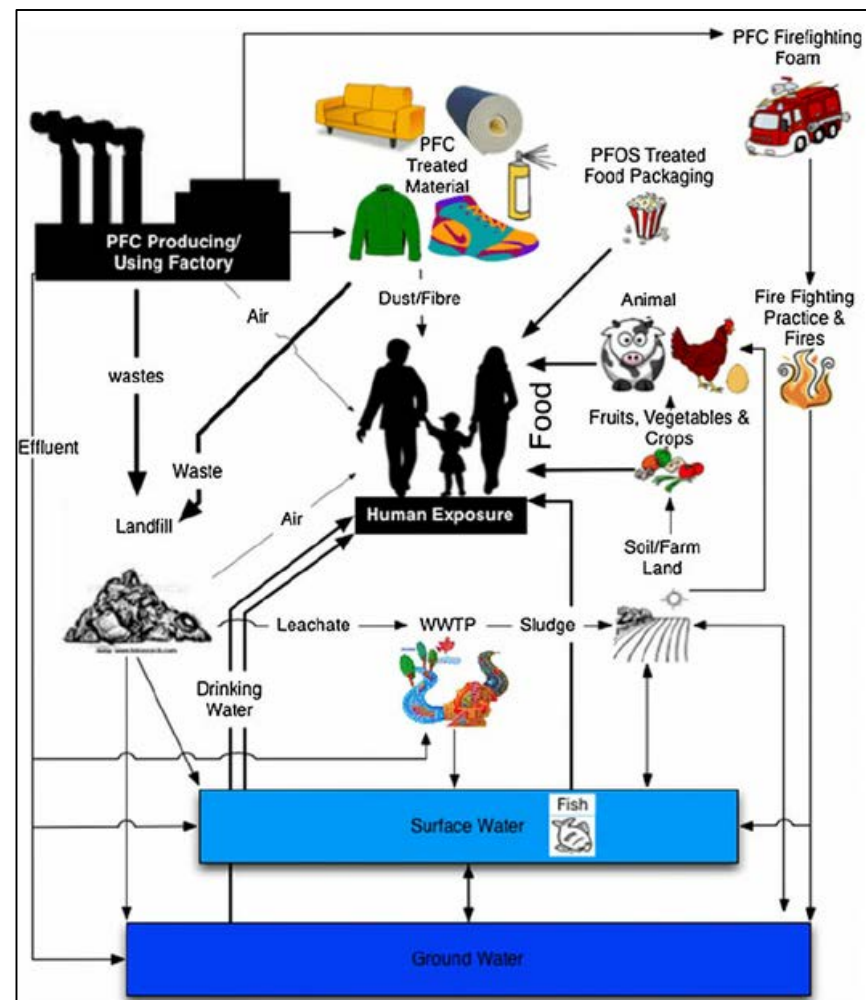 PFC Firefighting
Foam
PFC
Treated
Material
PFOS Treated
Food Packaging
PFC Producing/
Using Factory
Dust/Fibre
Air
Animal
Fire Fighting
Practice &
Fires
wastes
Food
Fruits, Vegetables &
Crops
Effluent
Waste
Landfill
Air
Human Exposure
Soil/Farm
Land
Leachate
WWTP
Sludge
Drinking
Water
Fish
Surface Water
Ground Water